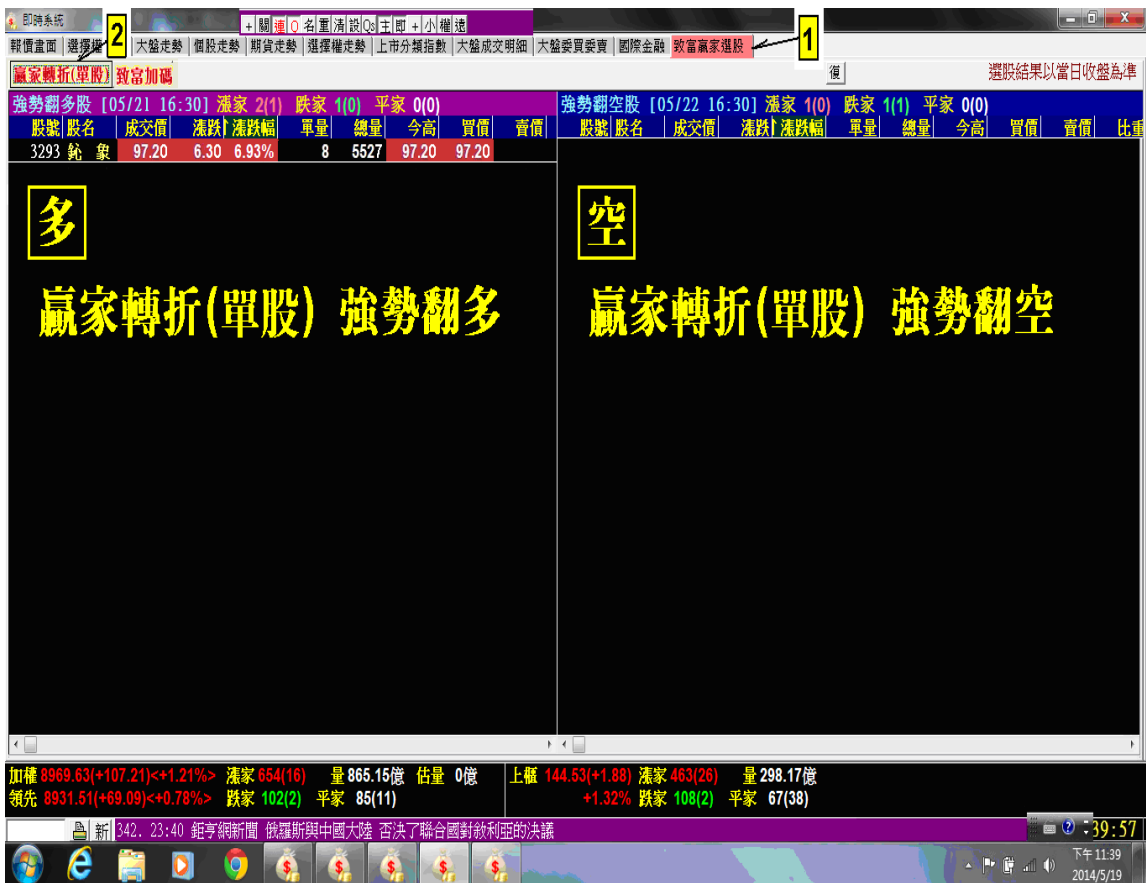 即時系統
+ 關 連 Q 名 重 清 設 Qs 主 即 + 小 權 遠
1
2
報價畫面 選擇權 大盤走勢 個股走勢 期貨走勢 選擇權走勢 上市分類指數 大盤成交明細 大盤委買委賣 國際金融 致富贏家選股
贏家轉折(單股) 致富加碼 復 選股結果以當日收盤為準
強勢翻多股 [05/21 16:30] 漲家 2(1) 跌家 1(0) 平家 0(0)
股號 股名 成交價 漲跌 漲跌幅 單量 總量 今高 買價 賣價
3293 鈊 象 97.20 6.30 6.93% 8 5527 97.20 97.20
多
贏家轉折(單股) 強勢翻多
強勢翻空股 [05/22 16:30] 漲家 1(0) 跌家 1(1) 平家 0(0)
股號 股名 成交價 漲跌 漲跌幅 單量 總量 今高 買價 賣價 比重
空
贏家轉折(單股) 強勢翻空
加權 8969.63(+107.21)<+1.21%> 漲家 654(16) 量 865.15億 估量 0億
領先 8931.51(+69.09)<+0.78%> 跌家 102(2) 平家 85(11)
上櫃 144.53(+1.88) 漲家 463(26) 量 298.17億
+1.32% 跌家 108(2) 平家 67(38)
新 342. 23:40 鉅亨網新聞 俄羅斯與中國大陸 否決了聯合國對敘利亞的決議
39:57
下午 11:39
2014/5/19